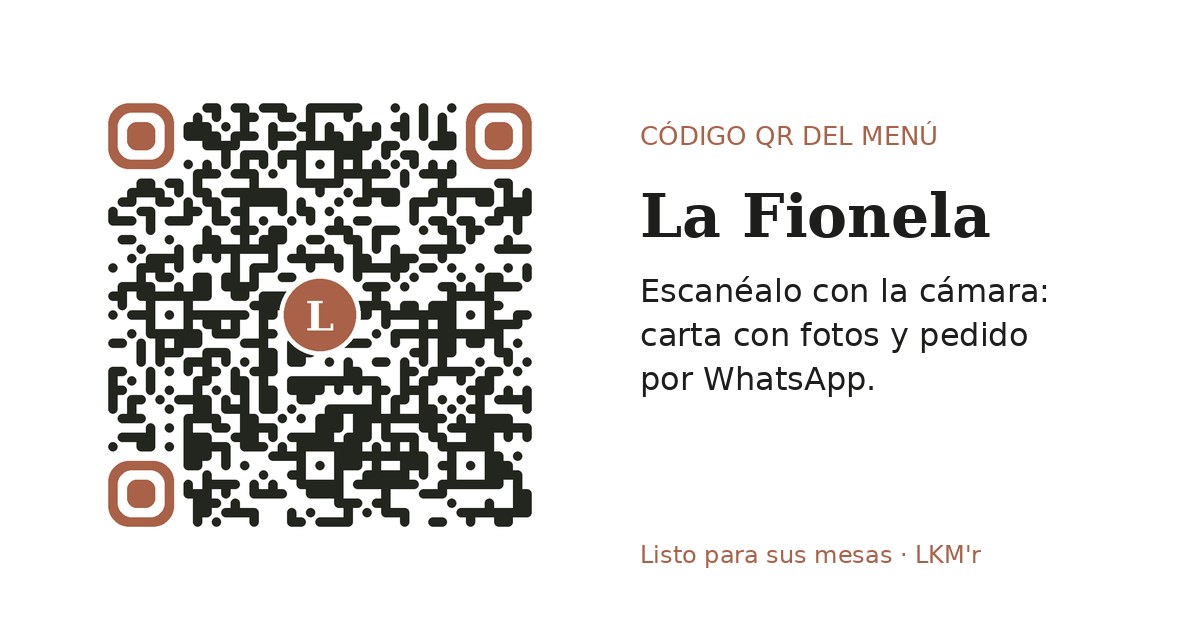 CÓDIGO QR DEL MENÚ
La Fionela
Escanéalo con la cámara:
carta con fotos y pedido
por WhatsApp.
L
Listo para sus mesas · LKM'r